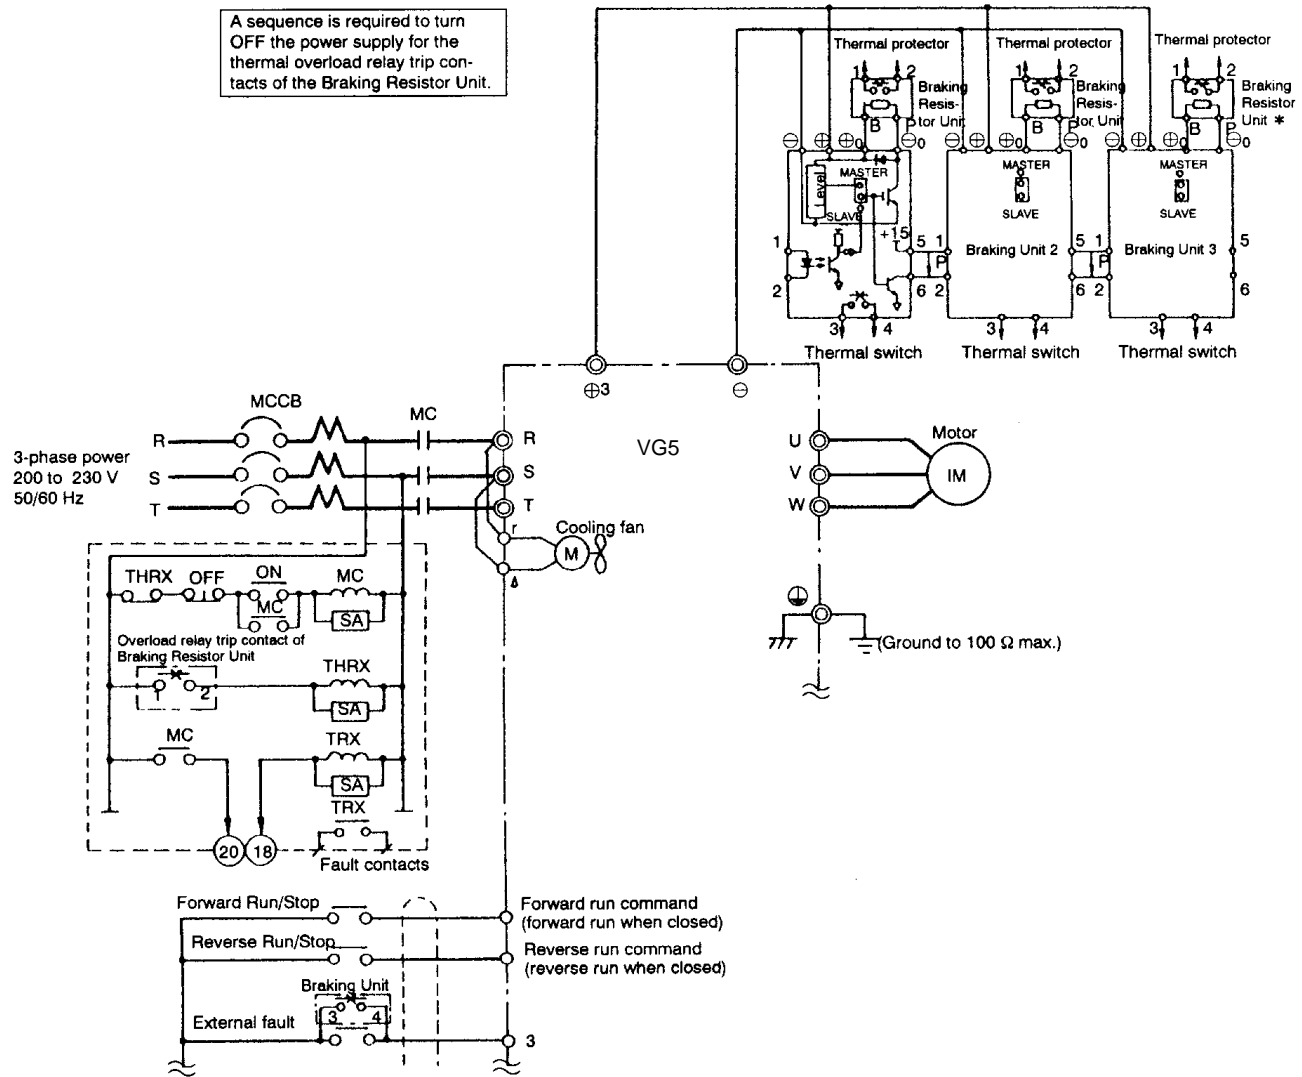 A sequence is required to turn
OFF the power supply for the
thermal overload relay trip con-
tacts of the Braking Resistor Unit.
Thermal protector
Thermal protector
Thermal protector
1 2
1 2
1 2
Braking
Resis-
tor Unit
Braking
Resis-
tor Unit
Braking
Resistor
Unit *
B P
B P
B P
⊖ ⊕ ⊕0 ⊖0
⊖ ⊕ ⊕0 ⊖0
⊖ ⊕ ⊕0 ⊖0
Level
MASTER
SLAVE
MASTER
SLAVE
MASTER
SLAVE
+15
1 5 1 5 1 5
P P
Braking Unit 2
Braking Unit 3
2 6 2 6 2 6
3 4
3 4
3 4
Thermal switch
Thermal switch
Thermal switch
⊕3
⊖
MCCB
MC
3-phase power
200 to 230 V
50/60 Hz
R
S
T
R
S
T
VG5
U
V
W
Motor
IM
r
Cooling fan
M
(Ground to 100 Ω max.)
THRX
OFF
ON
MC
MC
SA
Overload relay trip contact of
Braking Resistor Unit
1 2
THRX
SA
MC
TRX
SA
TRX
20 18
Fault contacts
Forward Run/Stop
Forward run command
(forward run when closed)
Reverse Run/Stop
Reverse run command
(reverse run when closed)
Braking Unit
3 4
External fault
3